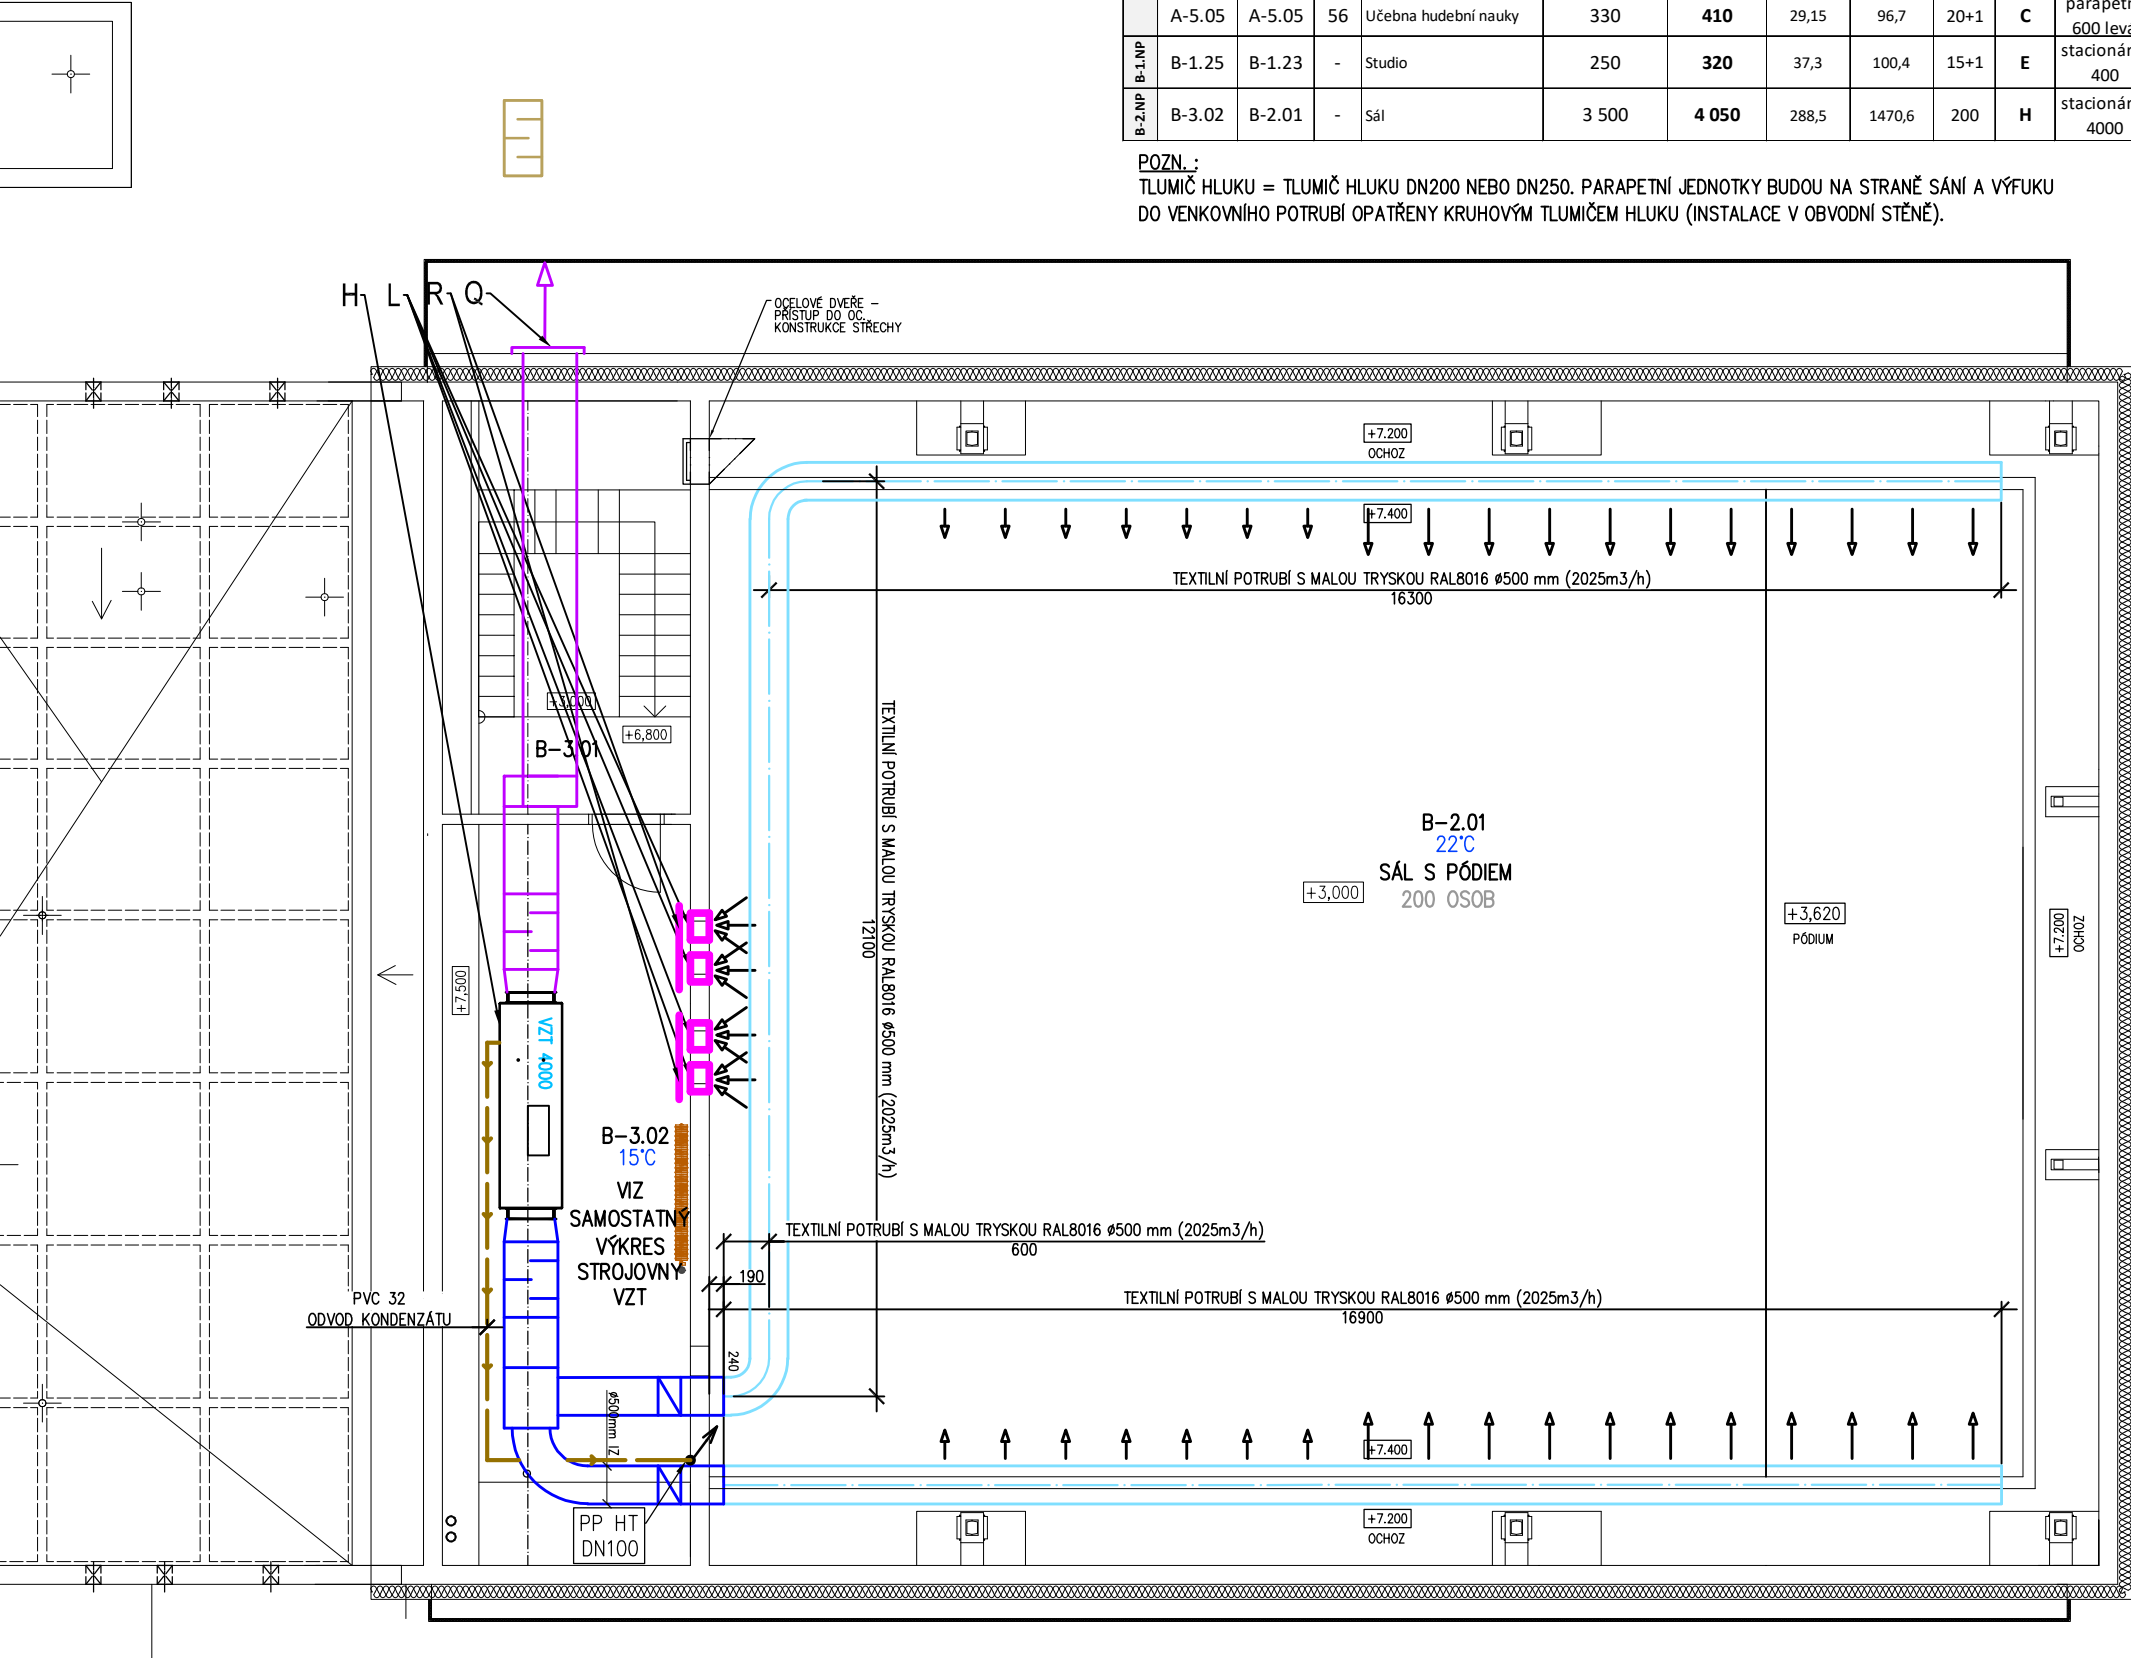 A-5.05 A-5.05 56 Učebna hudební nauky 330 410 29,15 96,7 20+1 C
600 levá
B-1.NP B-1.25 B-1.23 - Studio 250 320 37,3 100,4 15+1 E 400
B-2.NP B-3.02 B-2.01 - Sál 3 500 4 050 288,5 1470,6 200 H 4000
POZN. :
TLUMIČ HLUKU = TLUMIČ HLUKU DN200 NEBO DN250. PARAPETNÍ JEDNOTKY BUDOU NA STRANĚ SÁNÍ A VÝFUKU
DO VENKOVNÍHO POTRUBÍ OPATŘENY KRUHOVÝM TLUMIČEM HLUKU (INSTALACE V OBVODNÍ STĚNĚ).
H L R Q
OCELOVÉ DVEŘE –
PŘÍSTUP DO OC.
KONSTRUKCE STŘECHY
+7.200
OCHOZ
+7.400
TEXTILNÍ POTRUBÍ S MALOU TRYSKOU RAL8016 ø500 mm (2025m3/h)
16300
+3,000
+6,800
B-3.01
TEXTILNÍ POTRUBÍ S MALOU TRYSKOU RAL8016 ø500 mm (2025m3/h)
12100
B-2.01
22°C
SÁL S PÓDIEM
200 OSOB
+3,000
+3,620
PÓDIUM
+7.200
OCHOZ
+7,500
VZT 4000
B-3.02
15°C
VIZ
SAMOSTATNÝ
VÝKRES
STROJOVNY
VZT
TEXTILNÍ POTRUBÍ S MALOU TRYSKOU RAL8016 ø500 mm (2025m3/h)
600
190
PVC 32
ODVOD KONDENZÁTU
TEXTILNÍ POTRUBÍ S MALOU TRYSKOU RAL8016 ø500 mm (2025m3/h)
16900
240
ø500mm IZ
+7.400
PP HT
DN100
+7.200
OCHOZ